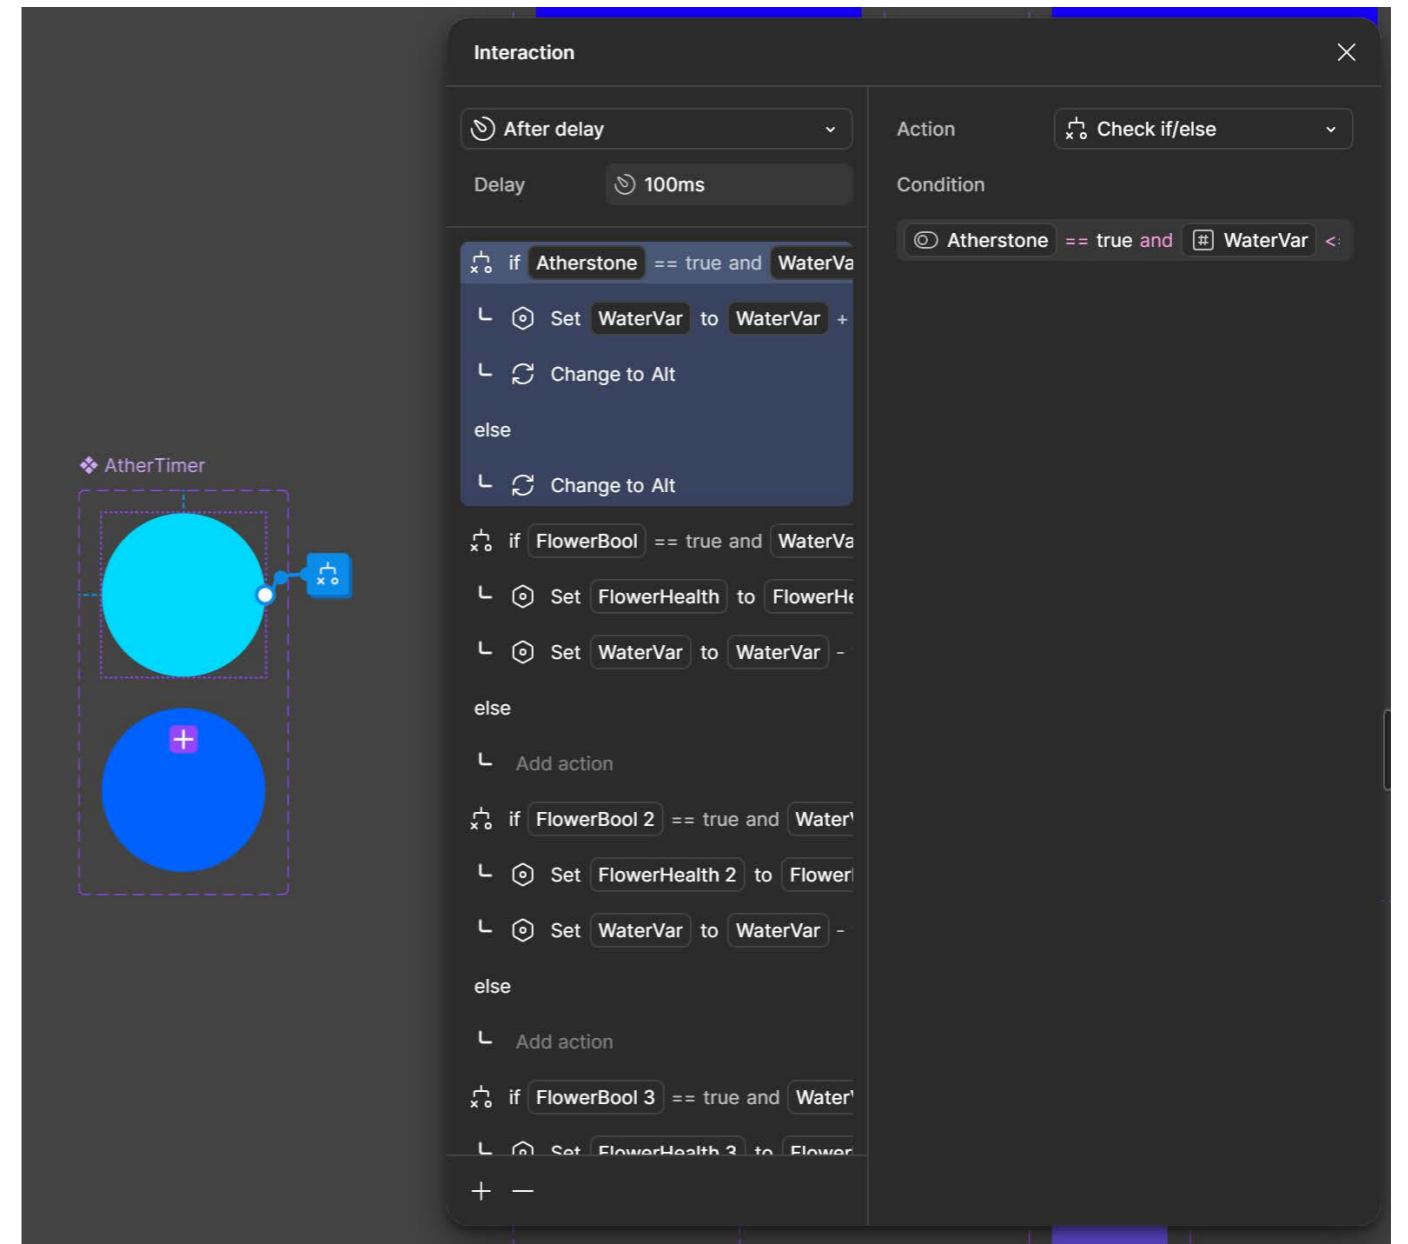 Interaction
After delay
Delay 100ms
if Atherstone == true and WaterVa
Set WaterVar to WaterVar +
Change to Alt
else
Change to Alt
if FlowerBool == true and WaterVa
Set FlowerHealth to FlowerHe
Set WaterVar to WaterVar -
else
Add action
if FlowerBool 2 == true and Water
Set FlowerHealth 2 to Flower
Set WaterVar to WaterVar -
else
Add action
if FlowerBool 3 == true and Water
Set FlowerHealth 3 to Flower
Action Check if/else
Condition
Atherstone == true and # WaterVar <
AtherTimer